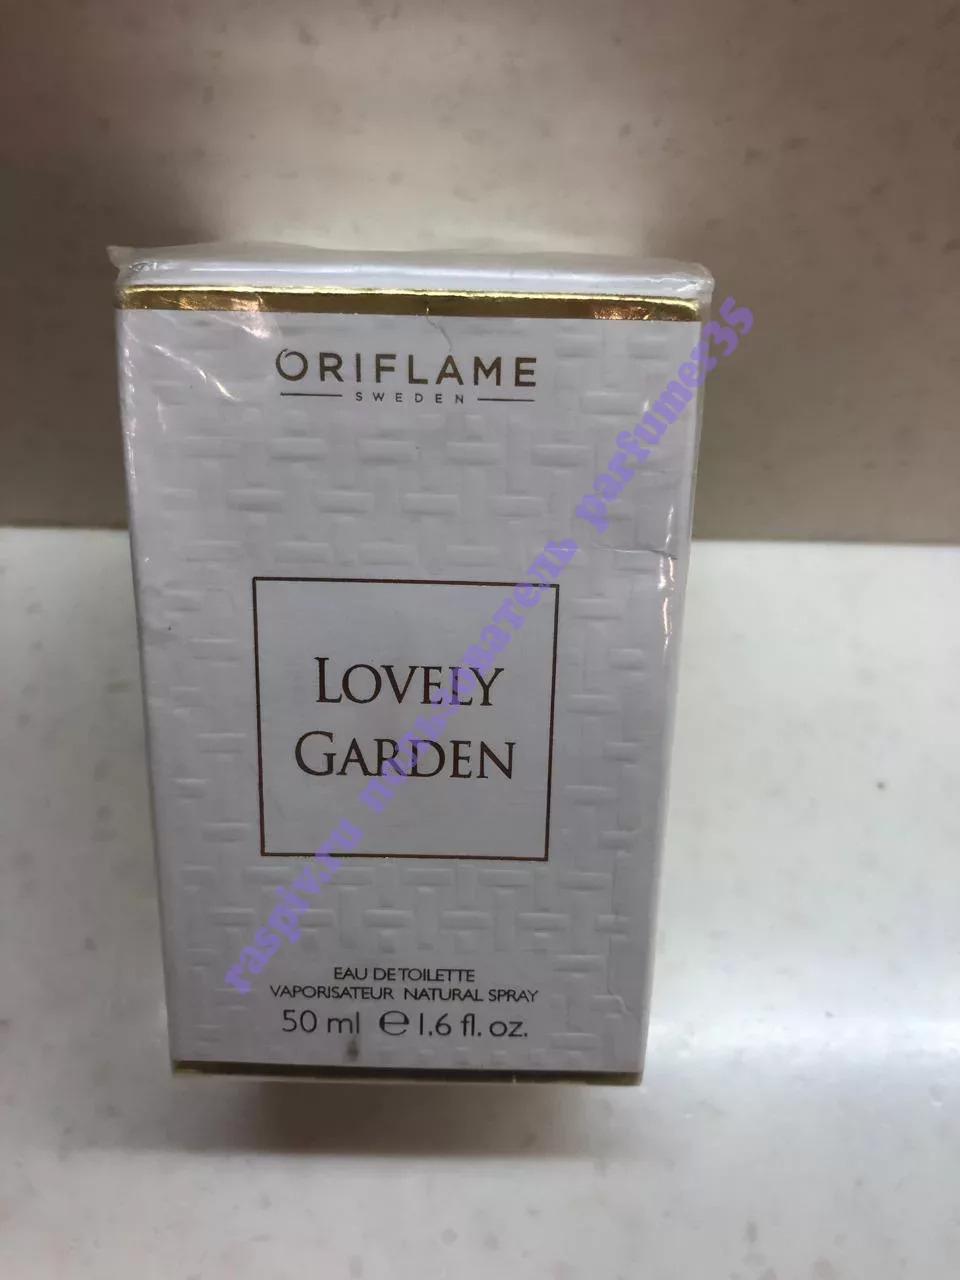 ORIFLAME
SWEDEN
LOVELY
GARDEN
EAU DE TOILETTE
VAPORISATEUR NATURAL SPRAY
50 ml e 1.6 fl. oz.
raspiv.ru пользователь parfumer35